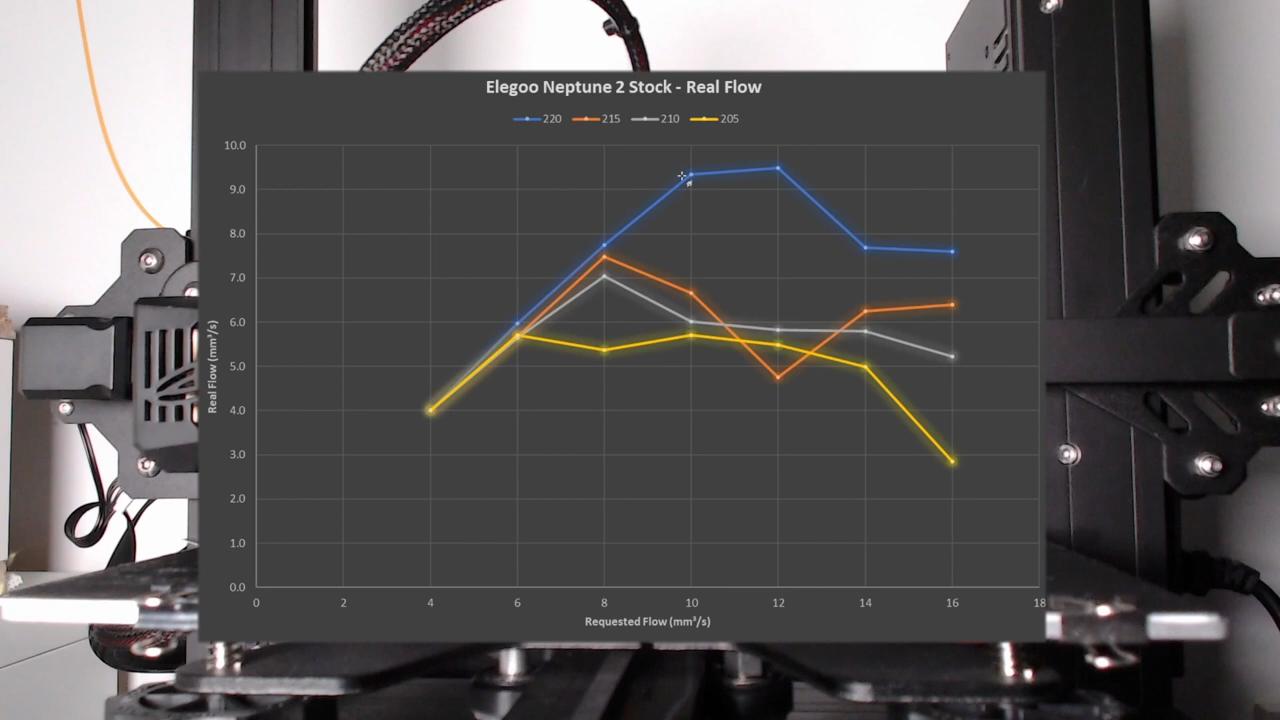 Elegoo Neptune 2 Stock - Real Flow
220 215 210 205
10.0
9.0
8.0
7.0
6.0
5.0
4.0
3.0
2.0
1.0
0.0
Real Flow (mm³/s)
0 2 4 6 8 10 12 14 16 18
Requested Flow (mm³/s)